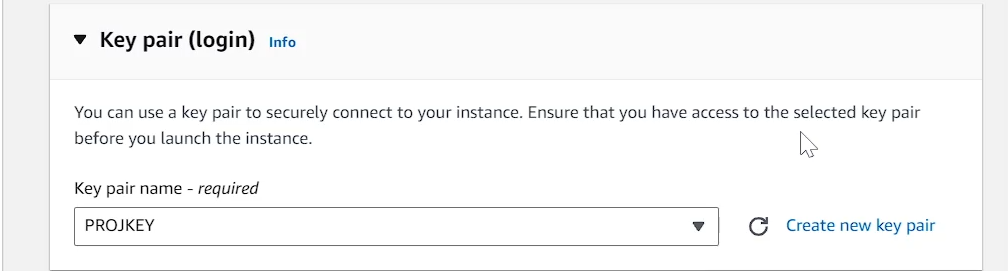 Key pair (login) Info
You can use a key pair to securely connect to your instance. Ensure that you have access to the selected key pair
before you launch the instance.
Key pair name - required
PROJKEY
Create new key pair